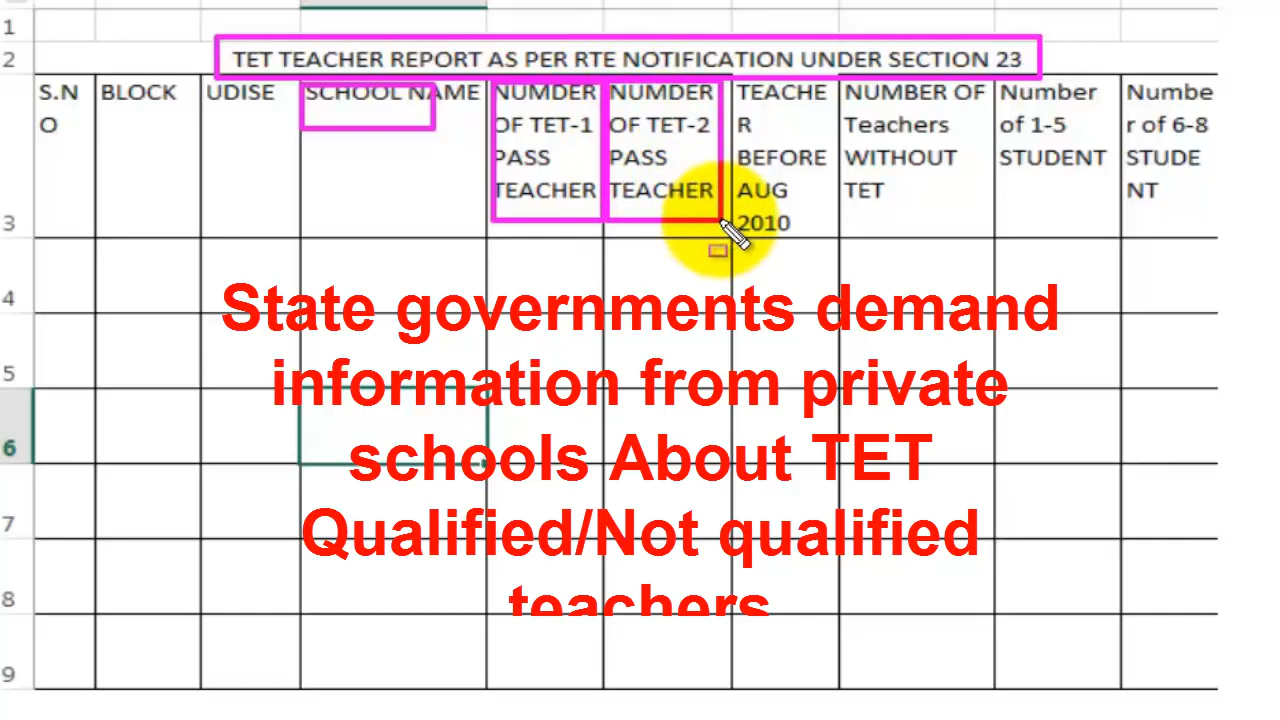 1
2
TET TEACHER REPORT AS PER RTE NOTIFICATION UNDER SECTION 23
3
S.N
O
BLOCK
UDISE
SCHOOL NAME
NUMDER
OF TET-1
PASS
TEACHER
NUMDER
OF TET-2
PASS
TEACHER
TEACHE
R
BEFORE
AUG
2010
NUMBER OF
Teachers
WITHOUT
TET
Number
of 1-5
STUDENT
Numbe
r of 6-8
STUDE
NT
4
5
6
7
8
9
State governments demand
information from private
schools About TET
Qualified/Not qualified
teachers